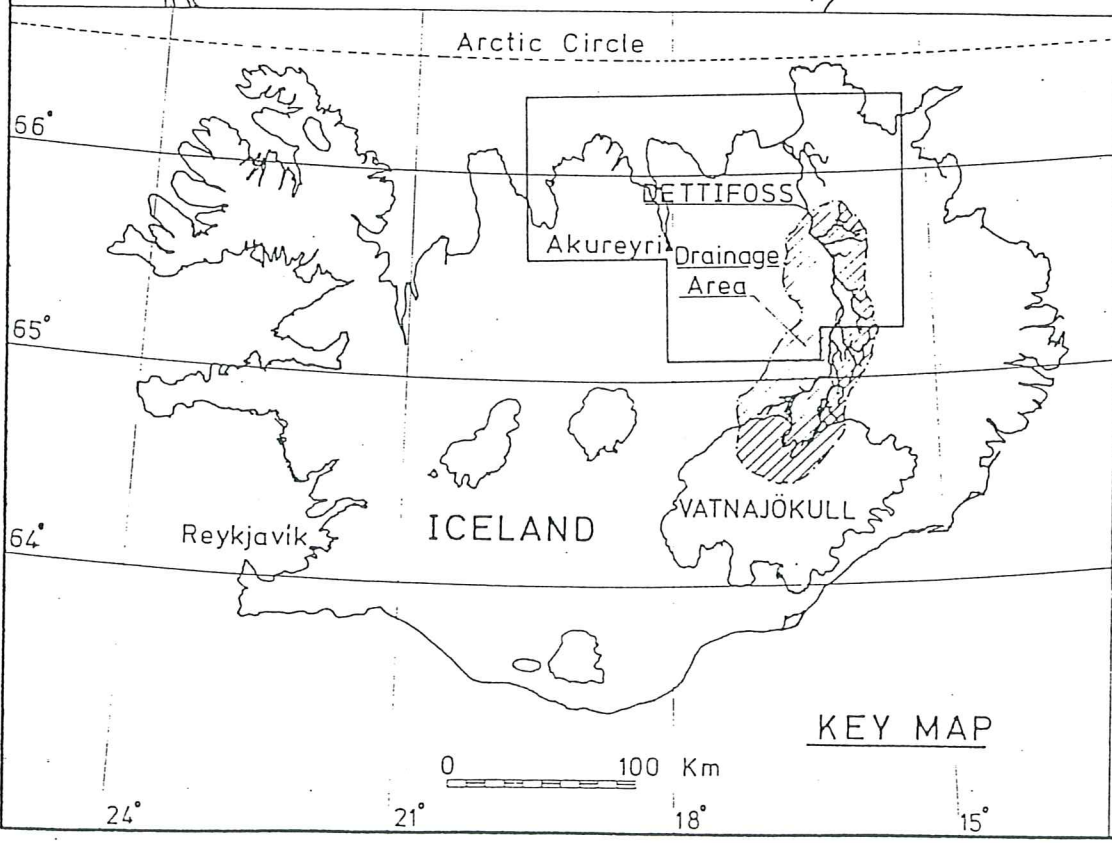 Arctic Circle
66°
DETTIFOSS
Akureyri
Drainage
Area
65°
VATNAJÖKULL
ICELAND
Reykjavík
64°
KEY MAP
0 100 Km
24° 21° 18° 15°